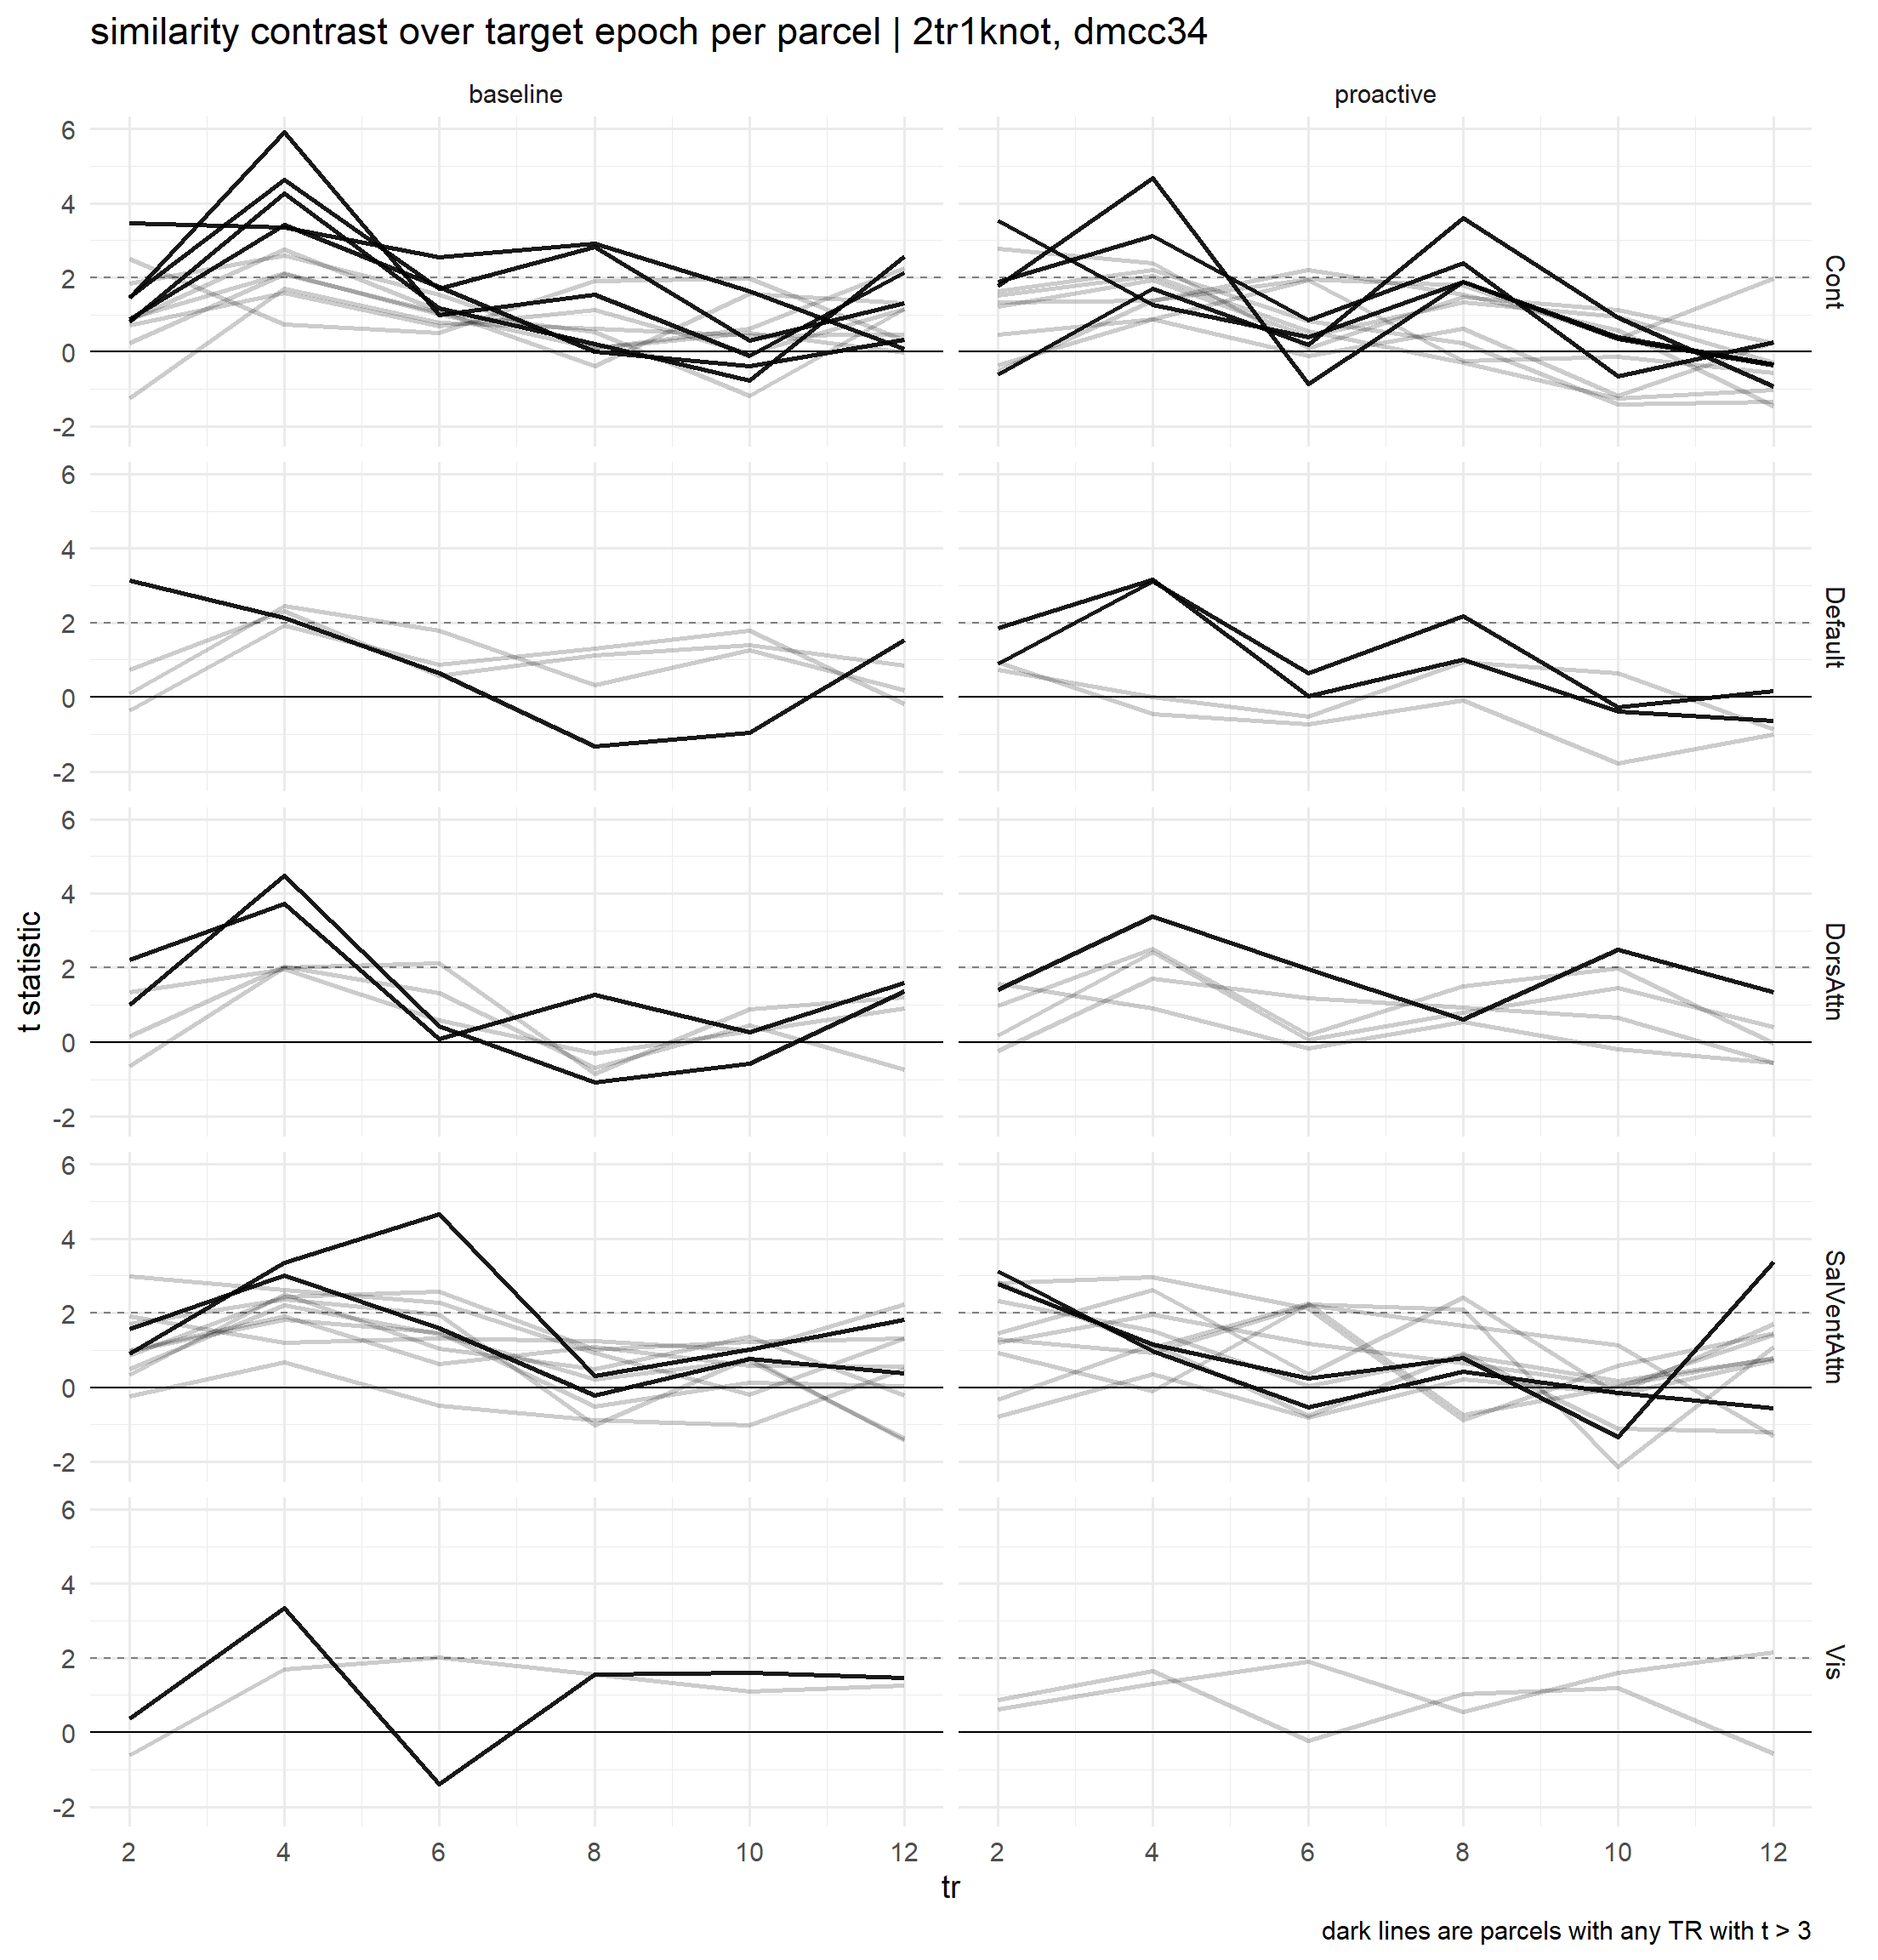 similarity contrast over target epoch per parcel | 2tr1knot, dmcc34
baseline
proactive
6
4
2
0
-2
Cont
6
4
2
0
-2
Default
6
4
2
0
-2
DorsAttn
t statistic
6
4
2
0
-2
SalVentAttn
6
4
2
0
-2
Vis
2 4 6 8 10 12 2 4 6 8 10 12
tr
dark lines are parcels with any TR with t > 3